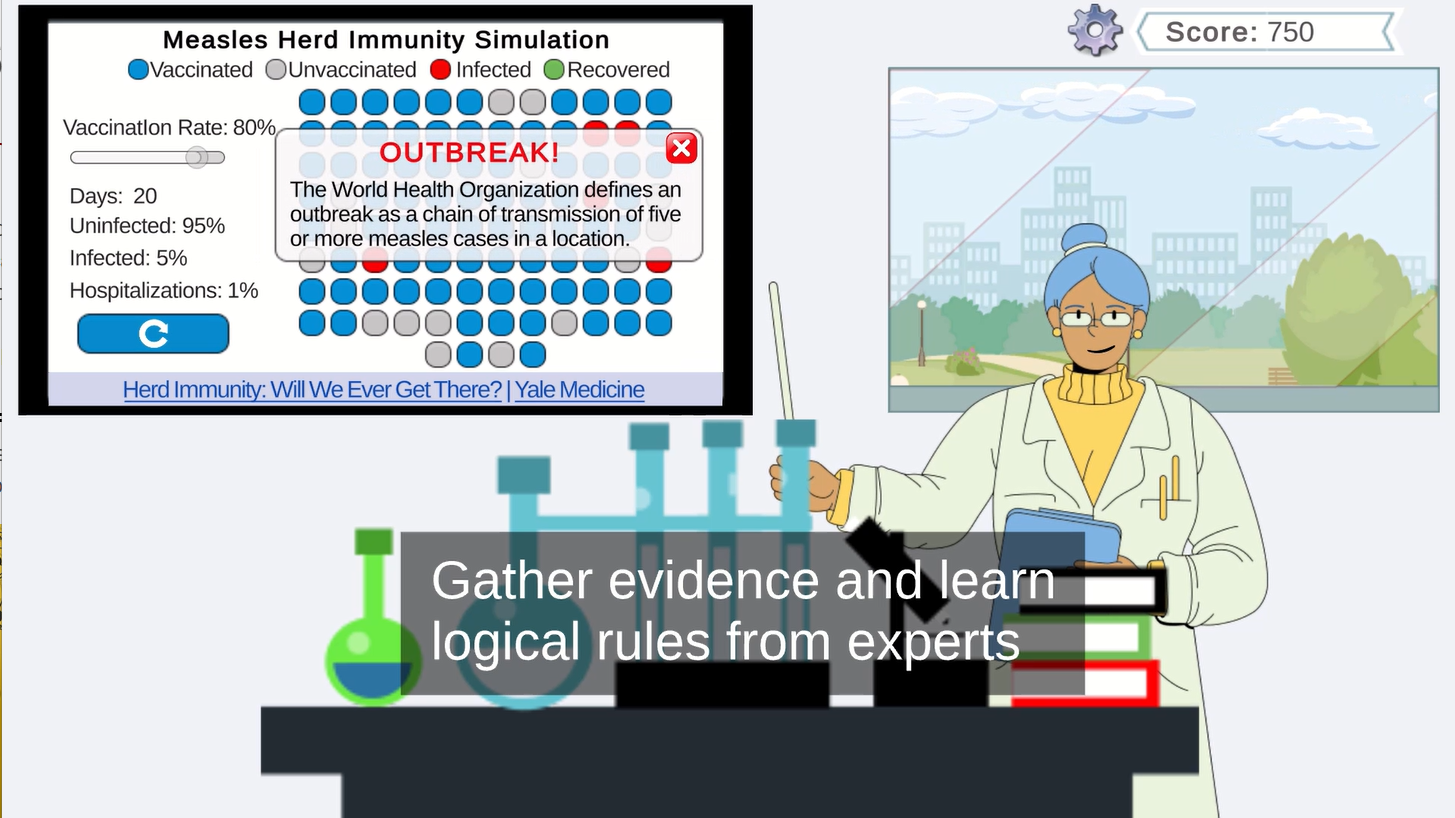 Measles Herd Immunity Simulation
Vaccinated Unvaccinated Infected Recovered
VaccinatIon Rate: 80%
Days: 20
Uninfected: 95%
Infected: 5%
Hospitalizations: 1%
OUTBREAK!
The World Health Organization defines an
outbreak as a chain of transmission of five
or more measles cases in a location.
Herd Immunity: Will We Ever Get There? | Yale Medicine
Score: 750
Gather evidence and learn
logical rules from experts